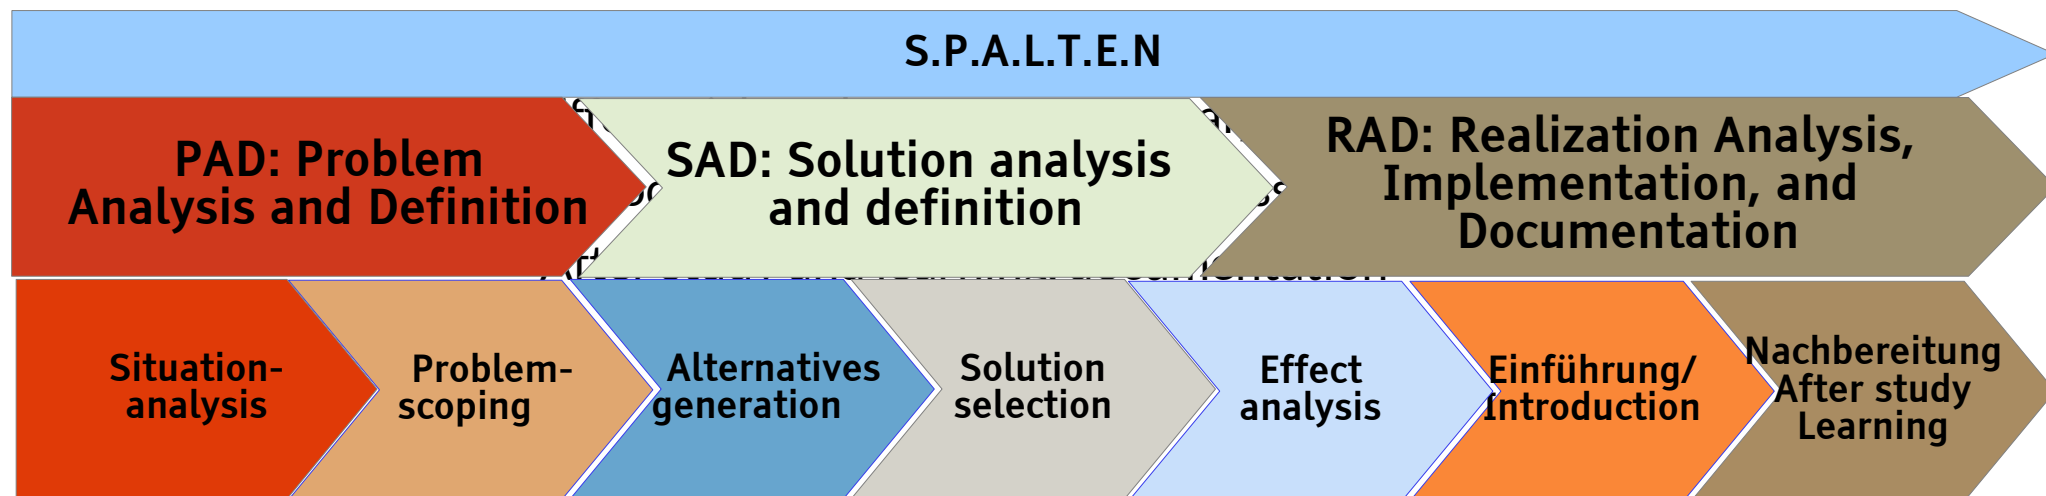 S.P.A.L.T.E.N
PAD: Problem
Analysis and Definition
SAD: Solution analysis
and definition
RAD: Realization Analysis,
Implementation, and
Documentation
Situation-
analysis
Problem-
scoping
Alternatives
generation
Solution
selection
Effect
analysis
Einführung/
Introduction
Nachbereitung
After study
Learning